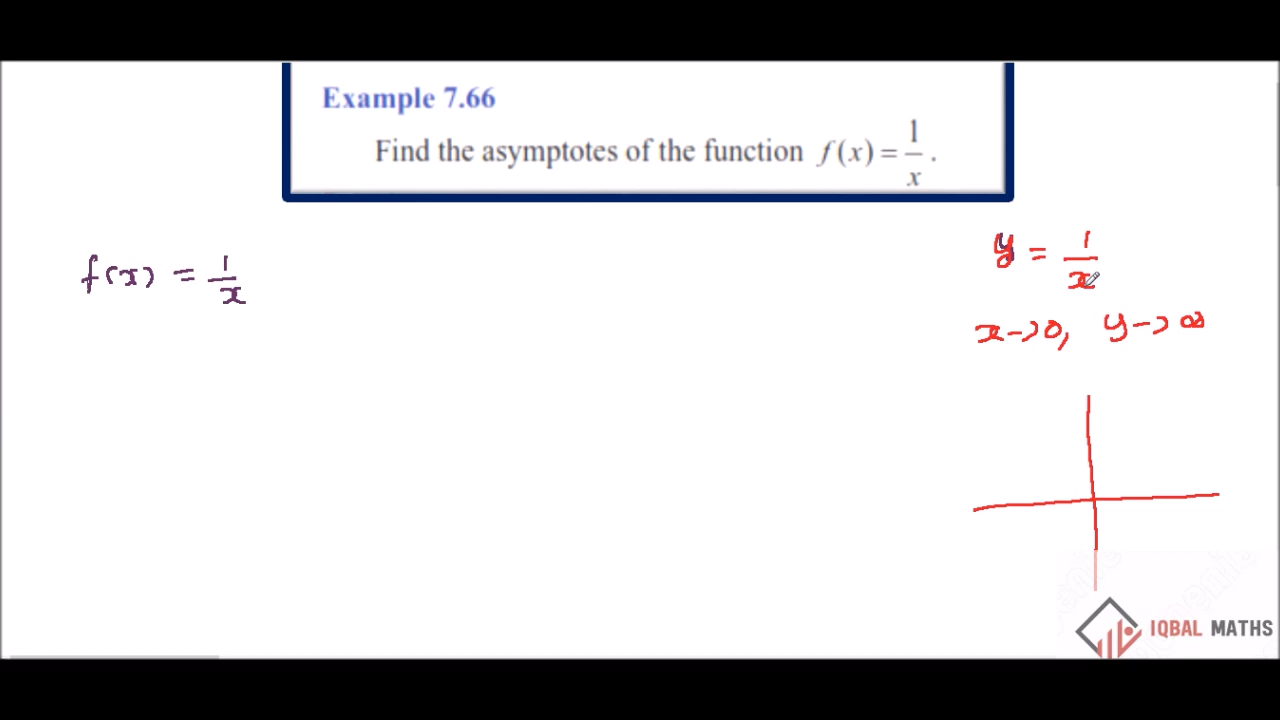 Example 7.66
Find the asymptotes of the function f(x) = 1/x.
f(x) = 1/x
y = 1/x
x→0, y→∞
IQBAL MATHS